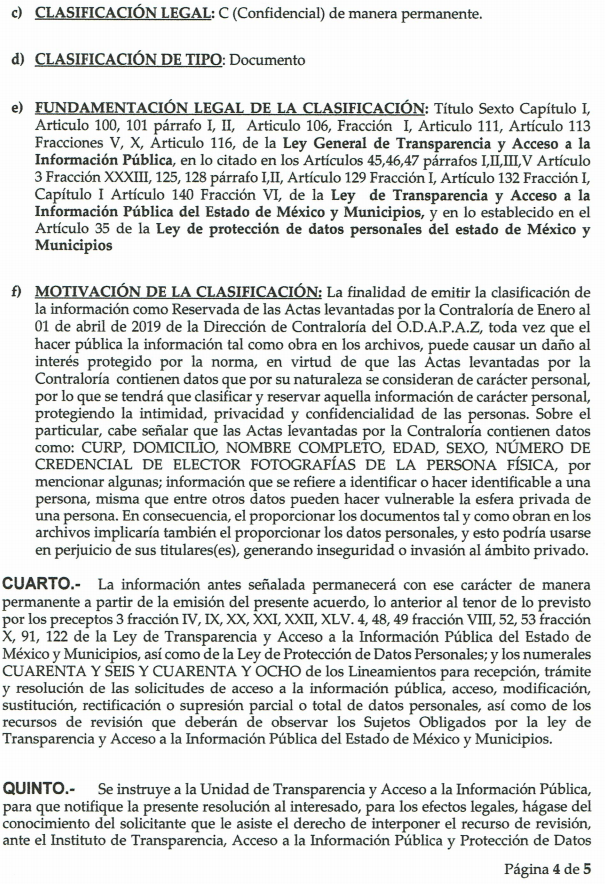 c) CLASIFICACIÓN LEGAL: C (Confidencial) de manera permanente.
d) CLASIFICACIÓN DE TIPO: Documento
e) FUNDAMENTACIÓN LEGAL DE LA CLASIFICACIÓN: Título Sexto Capítulo I,
Articulo 100, 101 párrafo I, II, Articulo 106, Fracción I, Articulo 111, Artículo 113
Fracciones V, X, Articulo 116, de la Ley General de Transparencia y Acceso a la
Información Pública, en lo citado en los Artículos 45,46,47 párrafos I,II,III,V Artículo
3 Fracción XXXIII, 125, 128 párrafo I,II, Artículo 129 Fracción I, Artículo 132 Fracción I,
Capítulo I Artículo 140 Fracción VI, de la Ley de Transparencia y Acceso a la
Información Pública del Estado de México y Municipios, y en lo establecido en el
Artículo 35 de la Ley de protección de datos personales del estado de México y
Municipios
f) MOTIVACIÓN DE LA CLASIFICACIÓN: La finalidad de emitir la clasificación de
la información como Reservada de las Actas levantadas por la Contraloría de Enero al
01 de abril de 2019 de la Dirección de Contraloría del O.D.A.P.A.Z, toda vez que el
hacer pública la información tal como obra en los archivos, puede causar un daño al
interés protegido por la norma, en virtud de que las Actas levantadas por la
Contraloría contienen datos que por su naturaleza se consideran de carácter personal,
por lo que se tendrá que clasificar y reservar aquella información de carácter personal,
protegiendo la intimidad, privacidad y confidencialidad de las personas. Sobre el
particular, cabe señalar que las Actas levantadas por la Contraloría contienen datos
como: CURP, DOMICILIO, NOMBRE COMPLETO, EDAD, SEXO, NÚMERO DE
CREDENCIAL DE ELECTOR FOTOGRAFÍAS DE LA PERSONA FÍSICA, por
mencionar algunas; información que se refiere a identificar o hacer identificable a una
persona, misma que entre otros datos pueden hacer vulnerable la esfera privada de
una persona. En consecuencia, el proporcionar los documentos tal y como obran en los
archivos implicaría también el proporcionar los datos personales, y esto podría usarse
en perjuicio de sus titulares(es), generando inseguridad o invasión al ámbito privado.
CUARTO.- La información antes señalada permanecerá con ese carácter de manera
permanente a partir de la emisión del presente acuerdo, lo anterior al tenor de lo previsto
por los preceptos 3 fracción IV, IX, XX, XXI, XXII, XLV. 4, 48, 49 fracción VIII, 52, 53 fracción
X, 91, 122 de la Ley de Transparencia y Acceso a la Información Pública del Estado de
México y Municipios, así como de la Ley de Protección de Datos Personales; y los numerales
CUARENTA Y SEIS Y CUARENTA Y OCHO de los Lineamientos para recepción, trámite
y resolución de las solicitudes de acceso a la información pública, acceso, modificación,
sustitución, rectificación o supresión parcial o total de datos personales, así como de los
recursos de revisión que deberán de observar los Sujetos Obligados por la ley de
Transparencia y Acceso a la Información Pública del Estado de México y Municipios.
QUINTO.- Se instruye a la Unidad de Transparencia y Acceso a la Información Pública,
para que notifique la presente resolución al interesado, para los efectos legales, hágase del
conocimiento del solicitante que le asiste el derecho de interponer el recurso de revisión,
ante el Instituto de Transparencia, Acceso a la Información Pública y Protección de Datos
Página 4 de 5